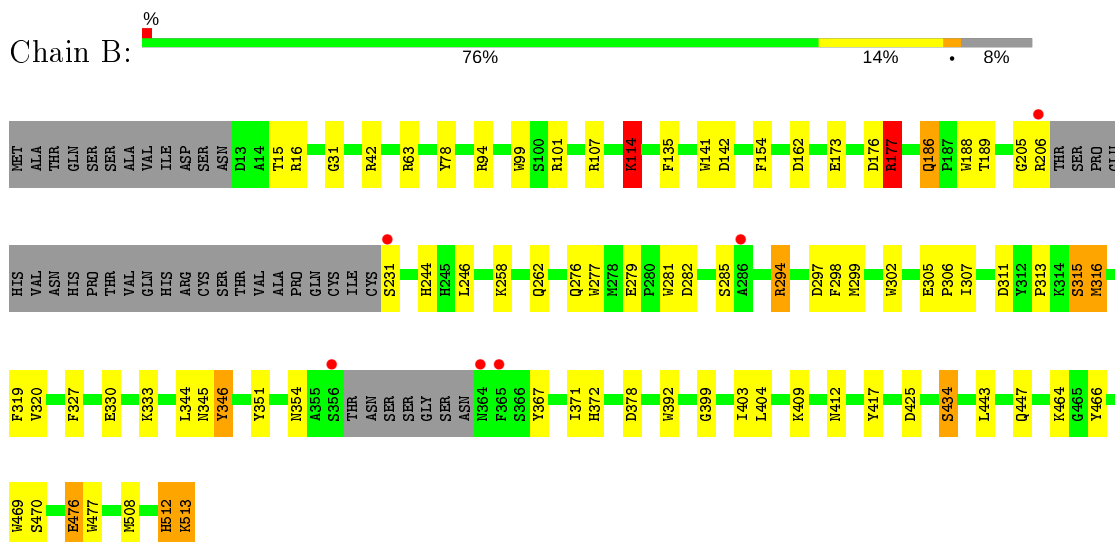 %
Chain B:
76% 14% • 8%
MET ALA THR GLN SER SER ALA VAL ILE ASP SER ASN D13 A14 T15 R16 G31 R42 R63 Y78 R94 W99 S100 R101 R107 K114 F135 W141 D142 F154 D162 E173 D176 R177 Q186 P187 W188 T189 G205 R206 THR SER PRO GLU
HIS VAL ASN HIS PRO THR VAL GLN HIS ARG CYS SER THR VAL ALA PRO GLN CYS ILE CYS S231 H244 H245 L246 K258 Q262 Q276 W277 M278 E279 P280 W281 D282 S285 A286 R294 D297 F298 M299 W302 E305 P306 I307 D311 Y312 P313 K314 S315 M316
F319 V320 F327 E330 K333 L344 N345 Y346 Y351 N354 A355 S356 THR ASN SER SER GLY SER ASN N364 F365 S366 Y367 I371 H372 D378 W392 G399 I403 L404 K409 N412 Y417 D425 S434 L443 Q447 K464 G465 Y466
W469 S470 E476 W477 M508 H512 K513